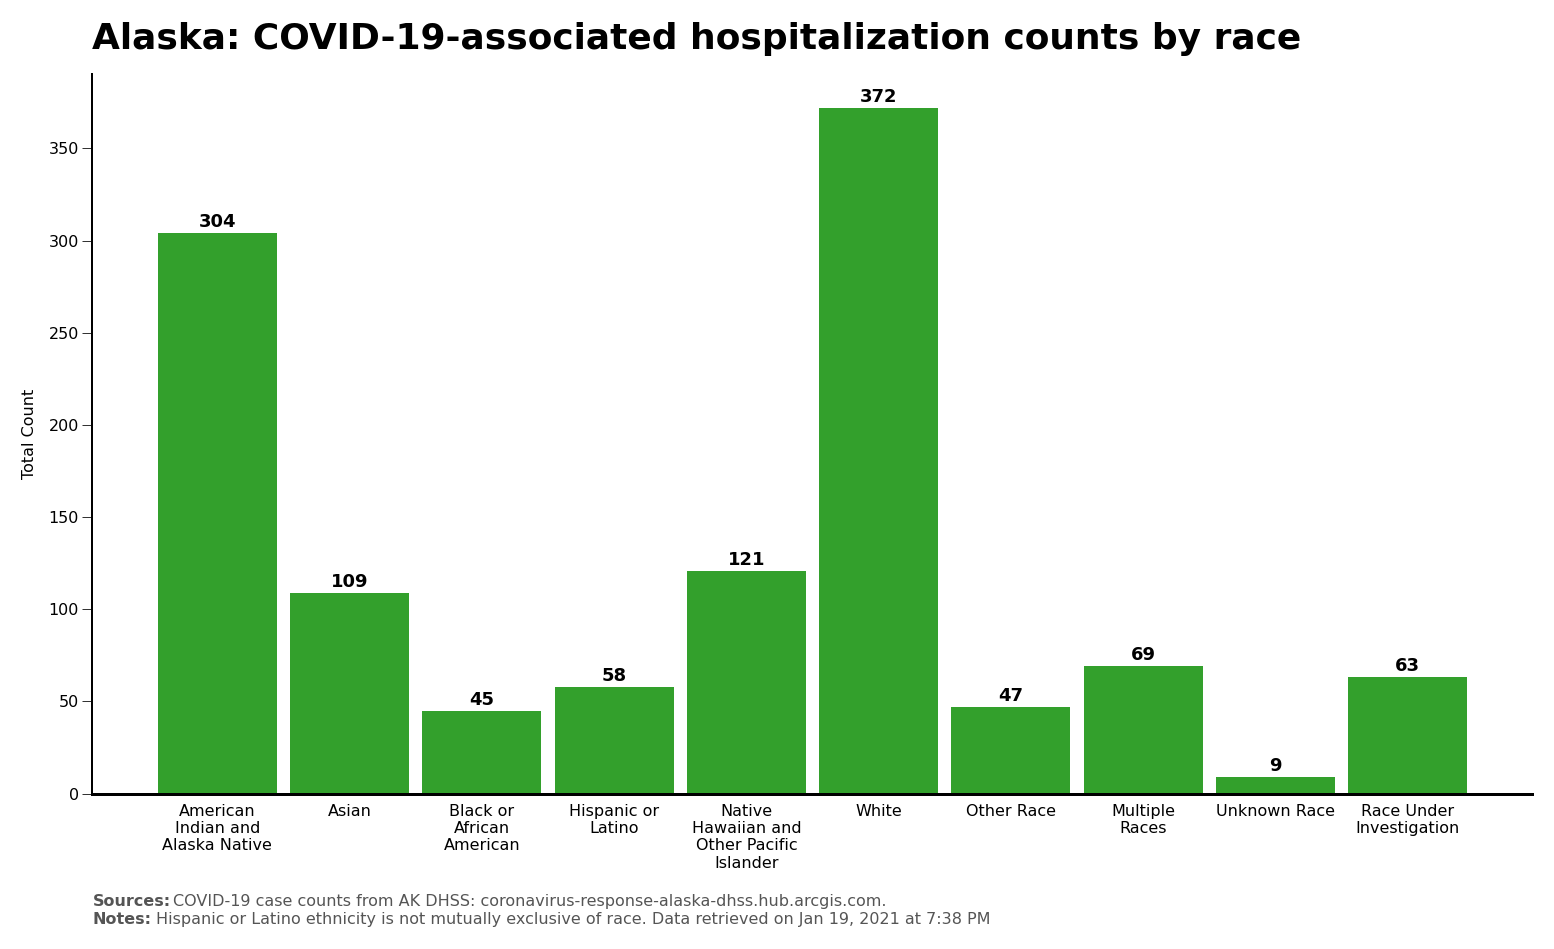 Alaska: COVID-19-associated hospitalization counts by race
372
350
304
300
250
200
Total Count
150
121
109
100
69
63
58
50
47
45
9
0
American
Indian and
Alaska Native
Asian
Black or
African
American
Hispanic or
Latino
Native
Hawaiian and
Other Pacific
Islander
White
Other Race
Multiple
Races
Unknown Race
Race Under
Investigation
Sources: COVID-19 case counts from AK DHSS: coronavirus-response-alaska-dhss.hub.arcgis.com.
Notes: Hispanic or Latino ethnicity is not mutually exclusive of race. Data retrieved on Jan 19, 2021 at 7:38 PM